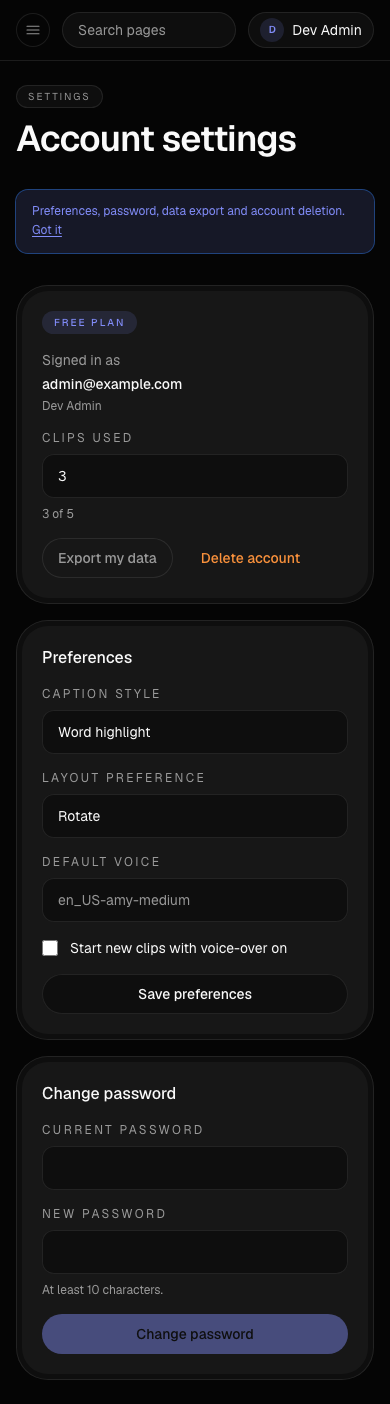 Search pages
D
Dev Admin
SETTINGS
Account settings
Preferences, password, data export and account deletion.
Got it
FREE PLAN
Signed in as
admin@example.com
Dev Admin
CLIPS USED
3
3 of 5
Export my data
Delete account
Preferences
CAPTION STYLE
Word highlight
LAYOUT PREFERENCE
Rotate
DEFAULT VOICE
en_US-amy-medium
Start new clips with voice-over on
Save preferences
Change password
CURRENT PASSWORD
NEW PASSWORD
At least 10 characters.
Change password